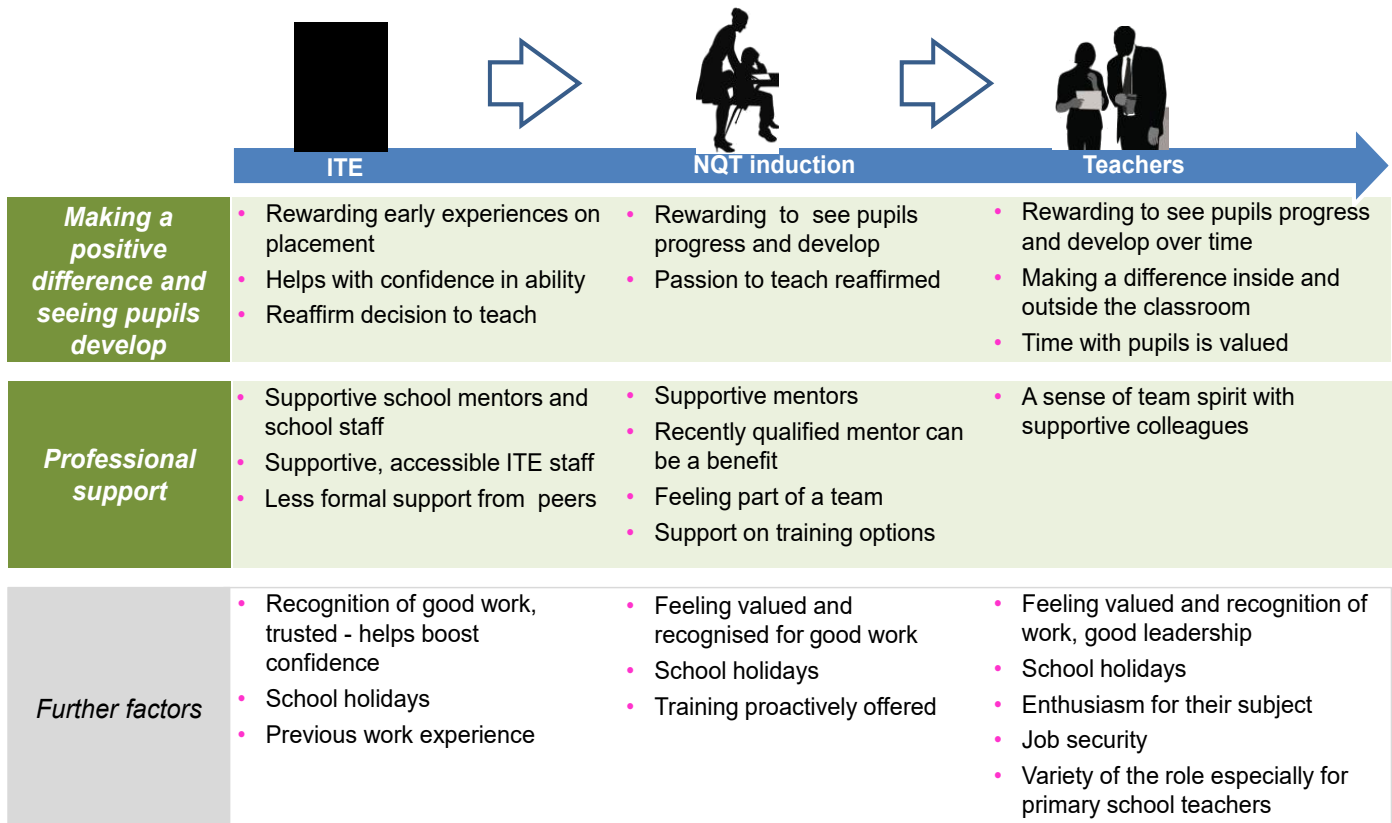 ITE
NQT induction
Teachers
Making a
positive
difference and
seeing pupils
develop
• Rewarding early experiences on
placement
• Helps with confidence in ability
• Reaffirm decision to teach
• Rewarding to see pupils
progress and develop
• Passion to teach reaffirmed
• Rewarding to see pupils progress
and develop over time
• Making a difference inside and
outside the classroom
• Time with pupils is valued
Professional
support
• Supportive school mentors and
school staff
• Supportive, accessible ITE staff
• Less formal support from peers
• Supportive mentors
• Recently qualified mentor can
be a benefit
• Feeling part of a team
• Support on training options
• A sense of team spirit with
supportive colleagues
Further factors
• Recognition of good work,
trusted - helps boost
confidence
• School holidays
• Previous work experience
• Feeling valued and
recognised for good work
• School holidays
• Training proactively offered
• Feeling valued and recognition of
work, good leadership
• School holidays
• Enthusiasm for their subject
• Job security
• Variety of the role especially for
primary school teachers